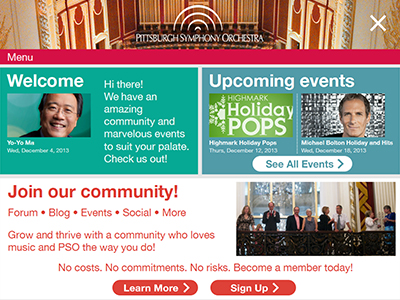 PITTSBURGH SYMPHONY ORCHESTRA
Menu
Welcome
Hi there!
We have an
amazing
community and
marvelous events
to suit your palate.
Check us out!
Yo-Yo Ma
Wed, December 4, 2013
Upcoming events
HIGHMARK
Holiday
POPS
Highmark Holiday Pops
Thurs, December 12, 2013
Michael Bolton Holiday and Hits
Wed, December 18, 2013
See All Events
Join our community!
Forum • Blog • Events • Social • More
Grow and thrive with a community who loves
music and PSO the way you do!
No costs. No commitments. No risks. Become a member today!
Learn More
Sign Up